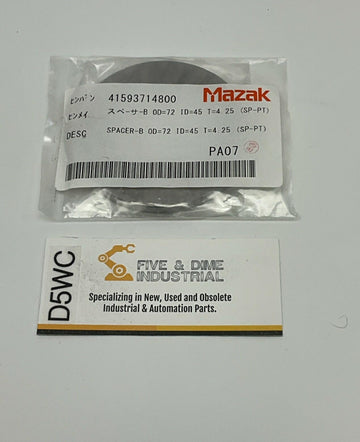 ヒンバン 41593714800 Mazak
ヒンメイ スペーサ-B OD=72 ID=45 T=4.25 (SP-PT)
DESC SPACER-B OD=72 ID=45 T=4.25 (SP-PT)
PA07
D5WC
FIVE & DIME
INDUSTRIAL
Specializing in New, Used and Obsolete
Industrial & Automation Parts.